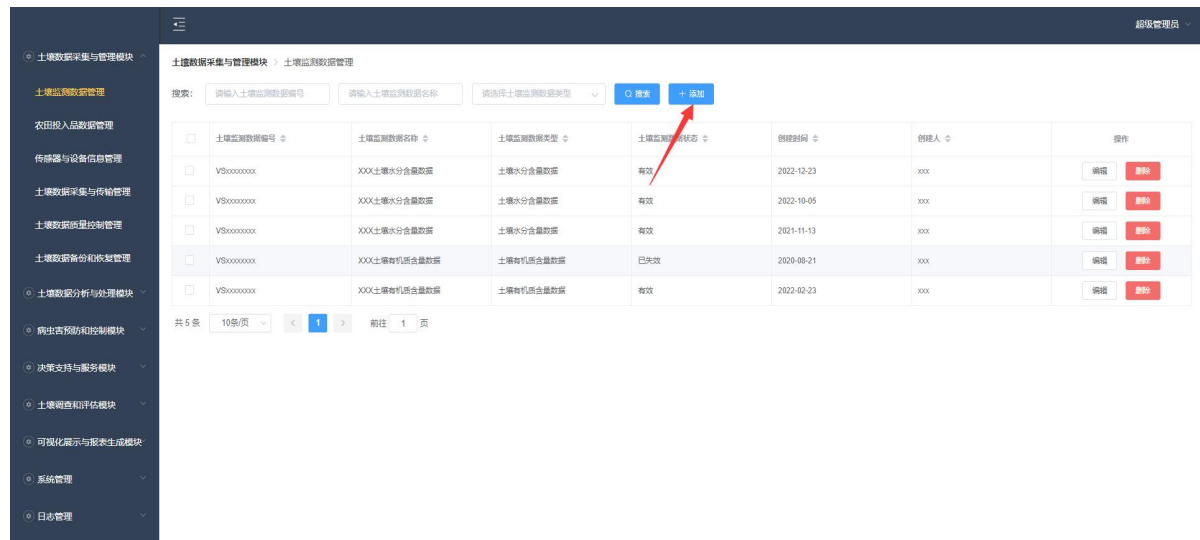 超级管理员
土壤数据采集与管理模块
土壤监测数据管理
农田投入品数据管理
传感器与设备信息管理
土壤数据采集与传输管理
土壤数据质量控制管理
土壤数据备份和恢复管理
土壤数据分析与处理模块
病虫害预防和控制模块
决策支持与服务模块
土壤调查和评估模块
可视化展示与报表生成模块
系统管理
日志管理
土壤数据采集与管理模块 > 土壤监测数据管理
搜索： 请输入土壤监测数据编号 请输入土壤监测数据名称 请选择土壤监测数据类型 搜索 + 添加
土壤监测数据编号 土壤监测数据名称 土壤监测数据类型 土壤监测数据状态 创建时间 创建人 操作
VSxxxxxxxx XXX土壤水分含量数据 土壤水分含量数据 有效 2022-12-23 xxx 编辑 删除
VSxxxxxxxx XXX土壤水分含量数据 土壤水分含量数据 有效 2022-10-05 xxx 编辑 删除
VSxxxxxxxx XXX土壤水分含量数据 土壤水分含量数据 有效 2021-11-13 xxx 编辑 删除
VSxxxxxxxx XXX土壤有机质含量数据 土壤有机质含量数据 已失效 2020-08-21 xxx 编辑 删除
VSxxxxxxxx XXX土壤有机质含量数据 土壤有机质含量数据 有效 2022-02-23 xxx 编辑 删除
共 5 条 10条/页 < 1 > 前往 1 页